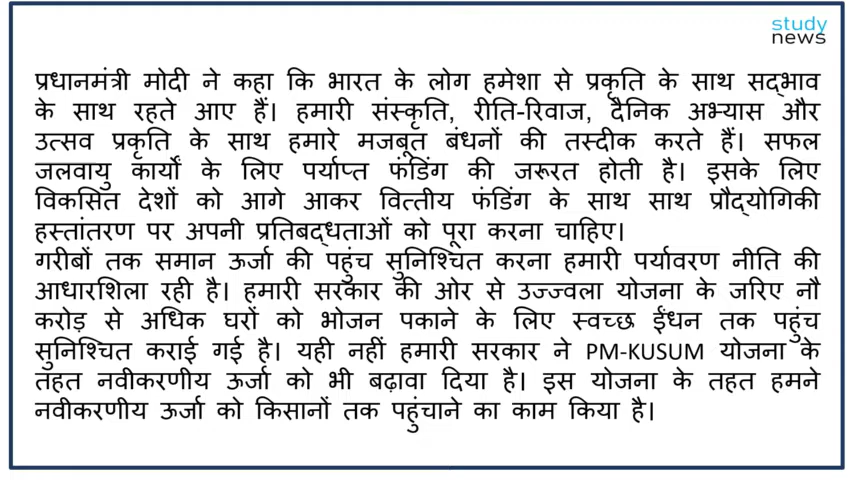 study
news
प्रधानमंत्री मोदी ने कहा कि भारत के लोग हमेशा से प्रकृति के साथ सद्भाव
के साथ रहते आए हैं। हमारी संस्कृति, रीति-रिवाज, दैनिक अभ्यास और
उत्सव प्रकृति के साथ हमारे मजबूत बंधनों की तस्दीक करते हैं। सफल
जलवायु कार्यों के लिए पर्याप्त फंडिंग की जरूरत होती है। इसके लिए
विकसित देशों को आगे आकर वित्तीय फंडिंग के साथ साथ प्रौद्योगिकी
हस्तांतरण पर अपनी प्रतिबद्धताओं को पूरा करना चाहिए।
गरीबों तक समान ऊर्जा की पहुंच सुनिश्चित करना हमारी पर्यावरण नीति की
आधारशिला रही है। हमारी सरकार की ओर से उज्ज्वला योजना के जरिए नौ
करोड़ से अधिक घरों को भोजन पकाने के लिए स्वच्छ ईंधन तक पहुंच
सुनिश्चित कराई गई है। यही नहीं हमारी सरकार ने PM-KUSUM योजना के
तहत नवीकरणीय ऊर्जा को भी बढ़ावा दिया है। इस योजना के तहत हमने
नवीकरणीय ऊर्जा को किसानों तक पहुंचाने का काम किया है।